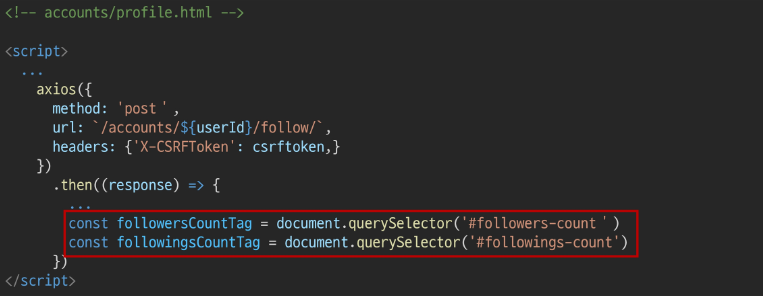 <!-- accounts/profile.html -->
<script>
...
axios({
method: 'post',
url: `/accounts/${userId}/follow/`,
headers: {'X-CSRFToken': csrftoken,}
})
.then((response) => {
...
const followersCountTag = document.querySelector('#followers-count')
const followingsCountTag = document.querySelector('#followings-count')
})
</script>